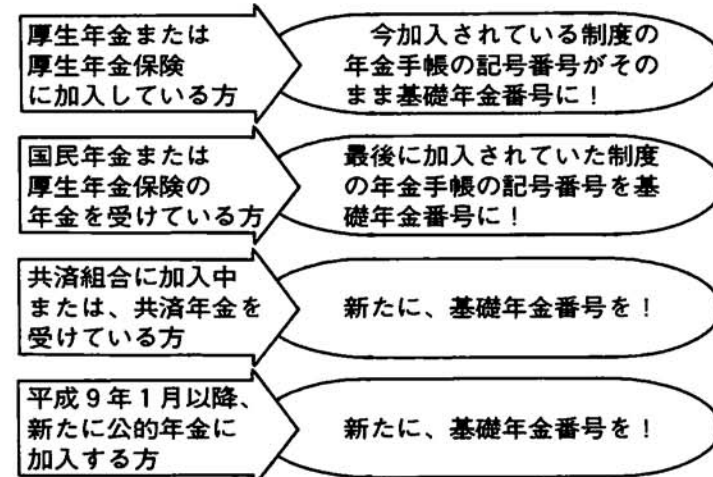 厚生年金または
厚生年金保険
に加入している方
今加入されている制度の
年金手帳の記号番号がその
まま基礎年金番号に！
国民年金または
厚生年金保険の
年金を受けている方
最後に加入されていた制度
の年金手帳の記号番号を基
礎年金番号に！
共済組合に加入中
または、共済年金を
受けている方
新たに、基礎年金番号を！
平成９年１月以降、
新たに公的年金に
加入する方
新たに、基礎年金番号を！